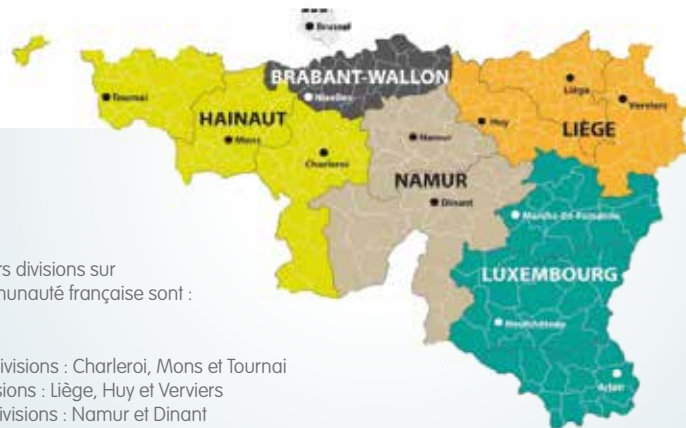 Brussel
BRABANT-WALLON
Nivelles
Tournai
HAINAUT
Mons
Charleroi
Namur
NAMUR
Dinant
Huy
Liège
Verviers
LIÈGE
Marche-en-Famenne
LUXEMBOURG
Neufchâteau
Arlon
rs divisions sur
munauté française sont :
ivisions : Charleroi, Mons et Tournai
sions : Liège, Huy et Verviers
divisions : Namur et Dinant